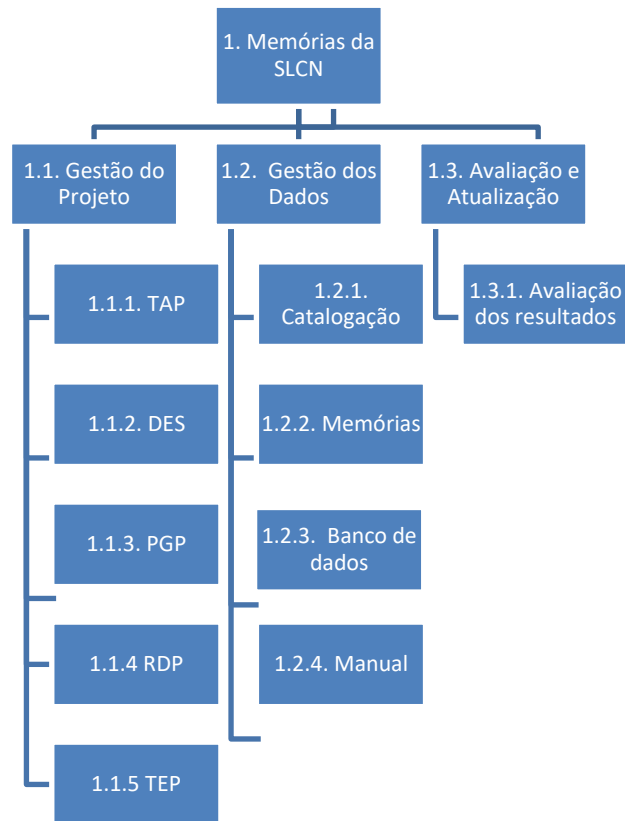 1. Memórias da
SLCN
1.1. Gestão do
Projeto
1.2. Gestão dos
Dados
1.3. Avaliação e
Atualização
1.1.1. TAP
1.2.1.
Catalogação
1.3.1. Avaliação
dos resultados
1.1.2. DES
1.2.2. Memórias
1.1.3. PGP
1.2.3. Banco de
dados
1.1.4 RDP
1.2.4. Manual
1.1.5 TEP